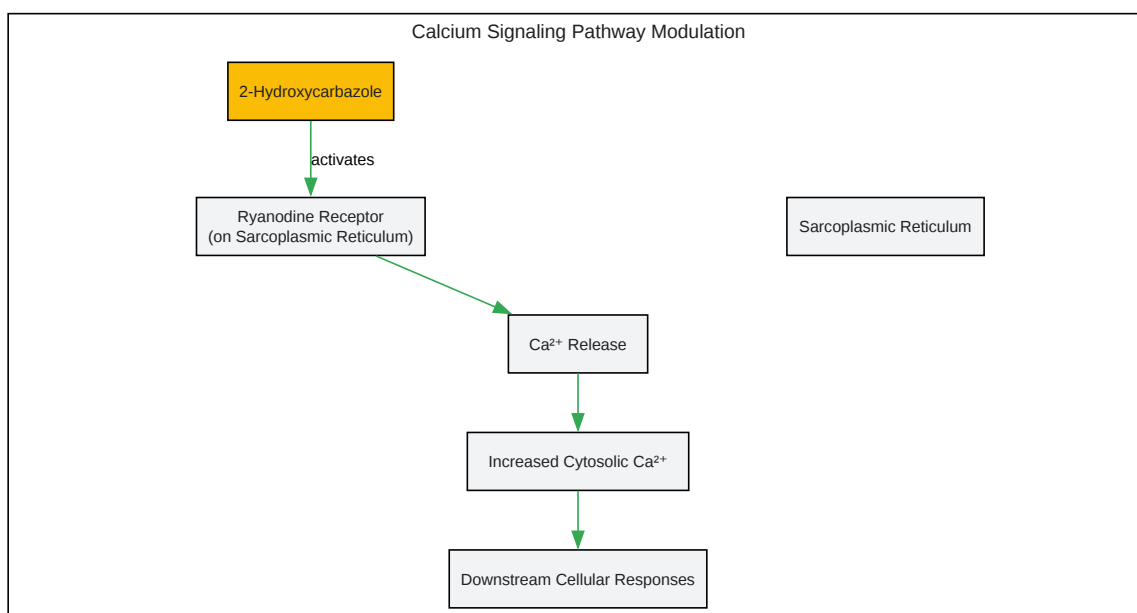 Calcium Signaling Pathway Modulation
2-Hydroxycarbazole
activates
Ryanodine Receptor
(on Sarcoplasmic Reticulum)
Sarcoplasmic Reticulum
Ca²⁺ Release
Increased Cytosolic Ca²⁺
Downstream Cellular Responses